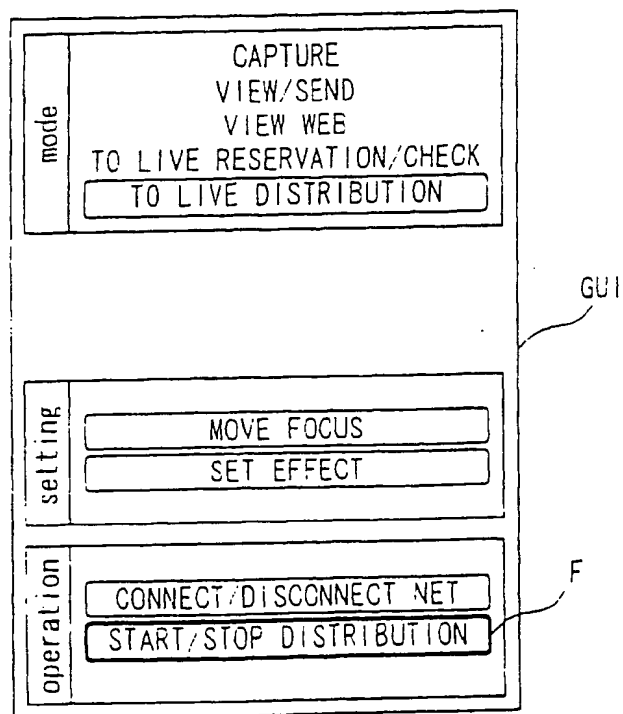 mode
CAPTURE
VIEW/SEND
VIEW WEB
TO LIVE RESERVATION/CHECK
TO LIVE DISTRIBUTION
GUI
setting
MOVE FOCUS
SET EFFECT
operation
CONNECT/DISCONNECT NET
START/STOP DISTRIBUTION
F